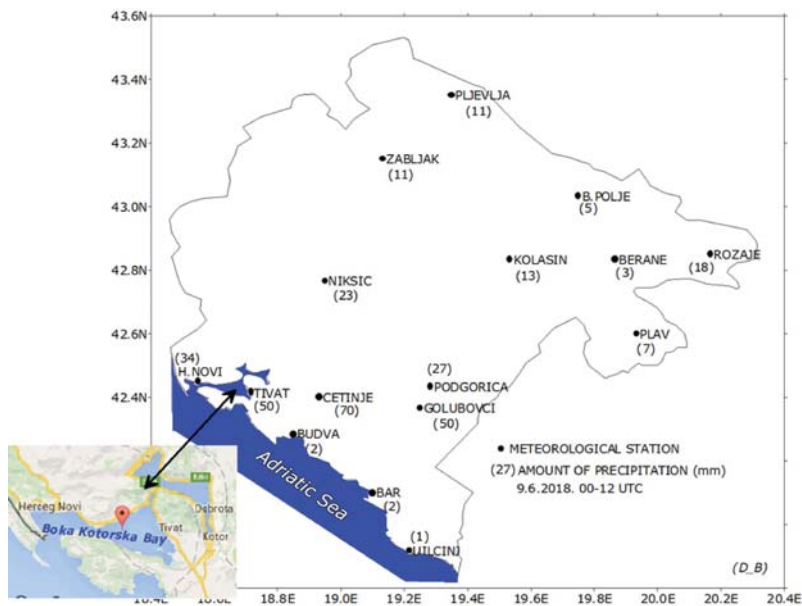 43.6N
43.4N
43.2N
43.0N
42.8N
42.6N
42.4N
PLJEVLJA
(11)
ZABLJAK
(11)
B.POLJE
(5)
KOLASIN
(13)
BERANE
(3)
ROZAJE
(18)
NIKSIC
(23)
PLAV
(7)
(34)
H.NOVI
TIVAT
(50)
CETINJE
(70)
(27)
PODGORICA
GOLUBOVCI
(50)
BUDVA
(2)
BAR
(2)
(1)
Adriatic Sea
METEOROLOGICAL STATION
(27) AMOUNT OF PRECIPITATION (mm)
9.6.2018. 00-12 UTC
(D_B)
Herceg Novi
Boka Kotorska Bay
Tivat
Dobrota
Kotor
18.8E
19.0E
19.2E
19.4E
19.6E
19.8E
20.0E
20.2E
20.4E